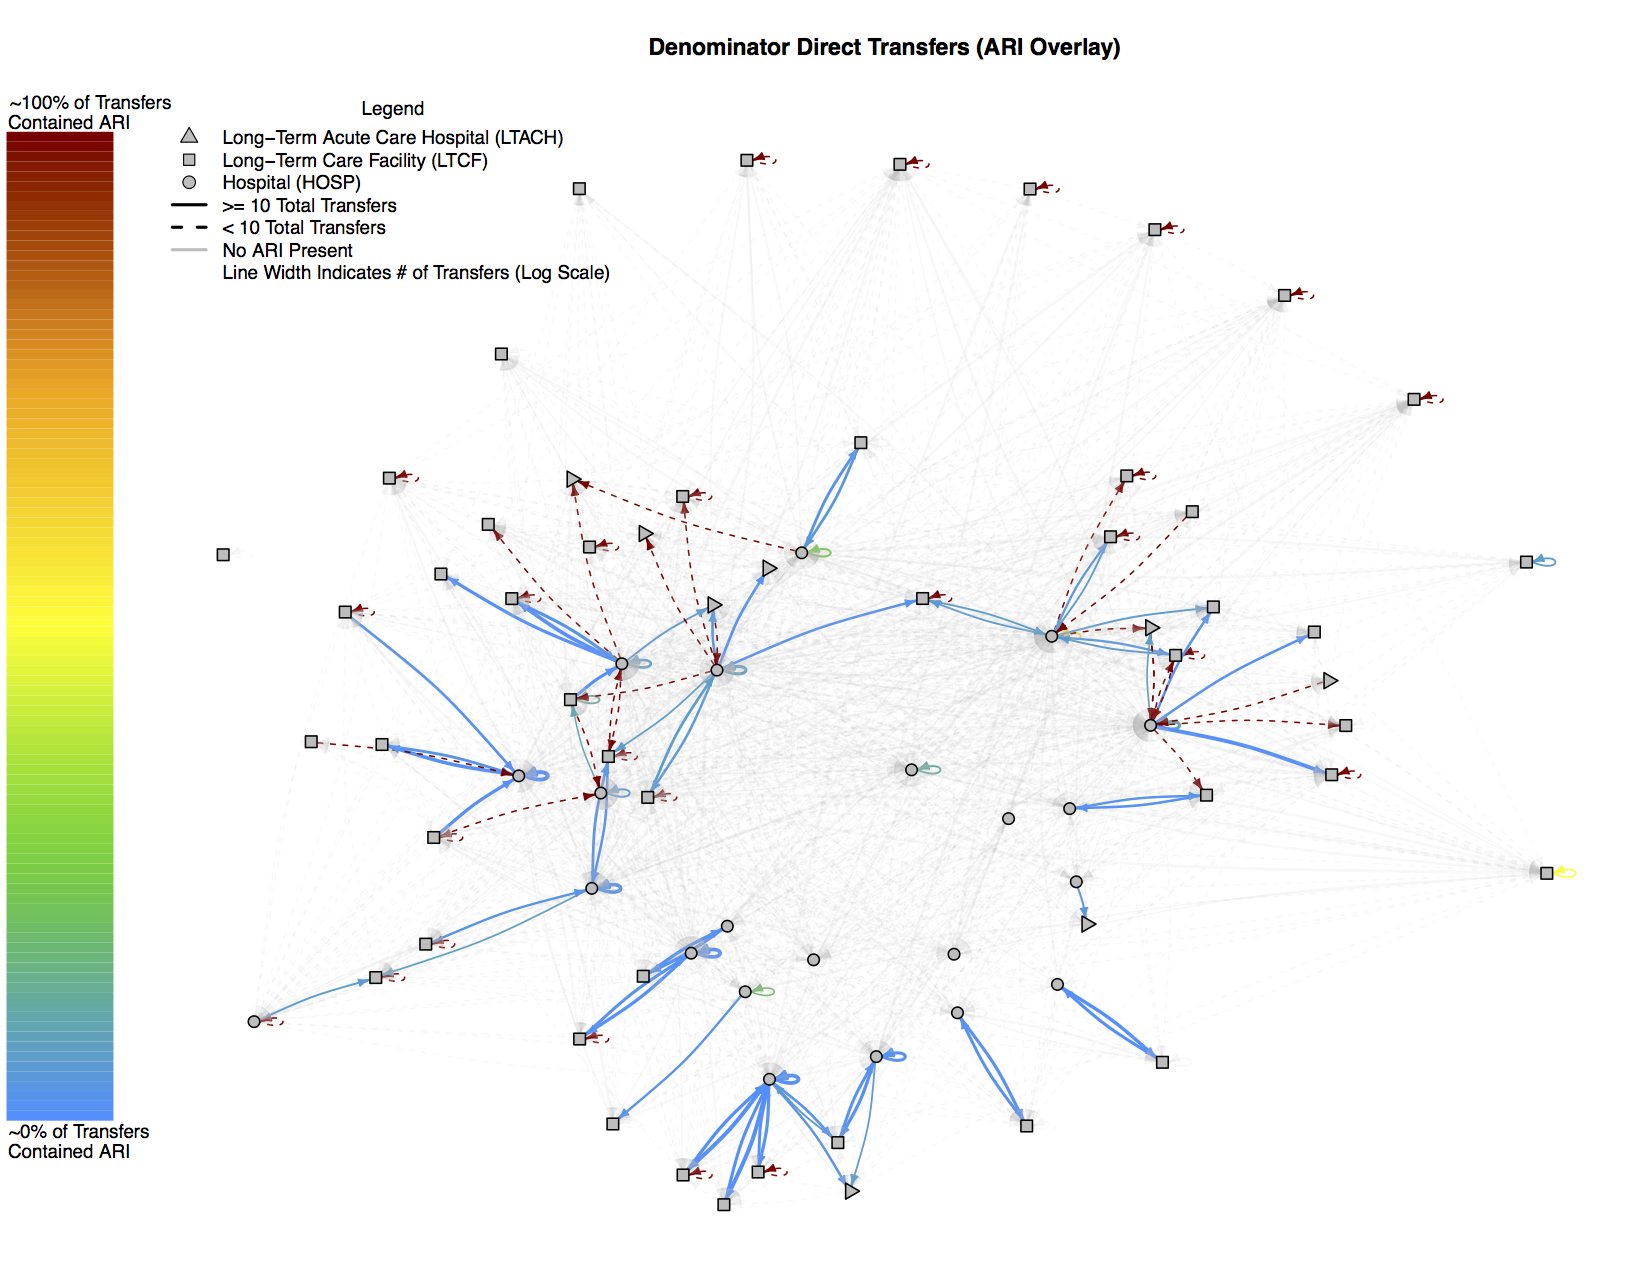 Denominator Direct Transfers (ARI Overlay)
~100% of Transfers
Contained ARI
Legend
Long−Term Acute Care Hospital (LTACH)
Long−Term Care Facility (LTCF)
Hospital (HOSP)
>= 10 Total Transfers
< 10 Total Transfers
No ARI Present
Line Width Indicates # of Transfers (Log Scale)
~0% of Transfers
Contained ARI